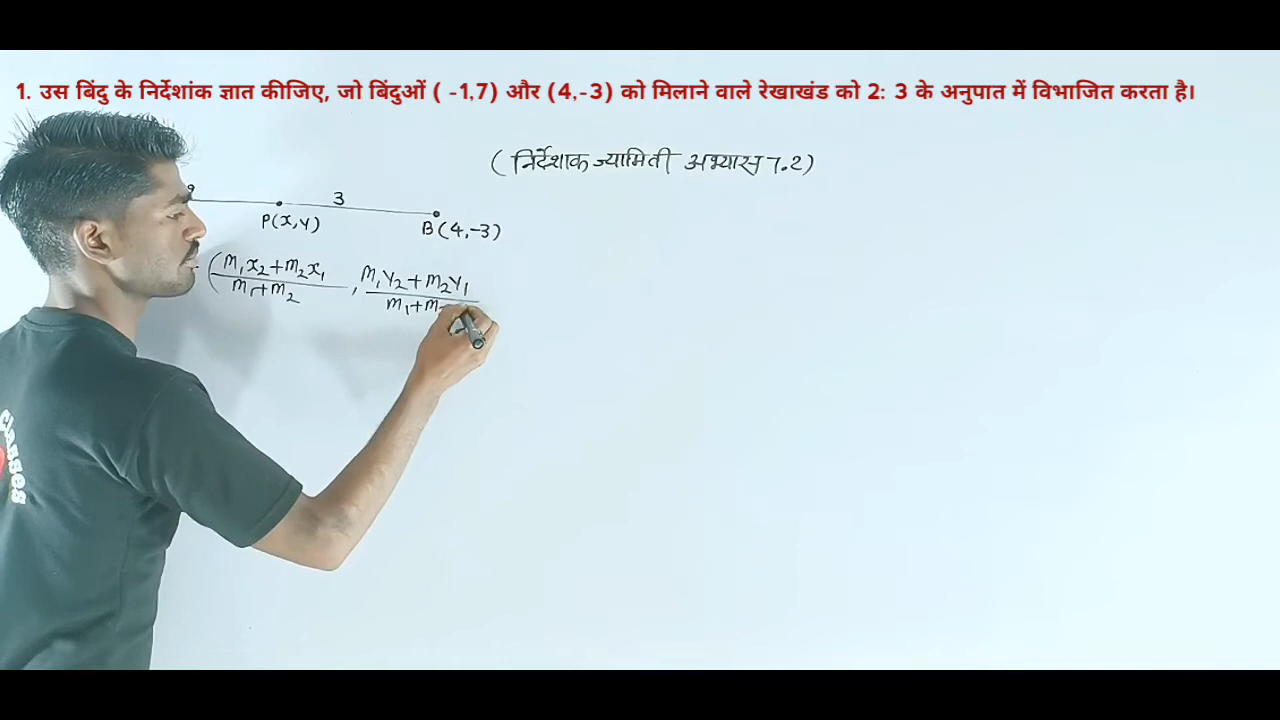 1. उस बिंदु के निर्देशांक ज्ञात कीजिए, जो बिंदुओं ( -1,7) और (4,-3) को मिलाने वाले रेखाखंड को 2: 3 के अनुपात में विभाजित करता है।
(निर्देशाक ज्यामिती अभ्यास 7.2)
3
P(x,y) B(4,-3)
(m₁x₂+m₂x₁ / m₁+m₂ , m₁y₂+m₂y₁ / m₁+m
classes